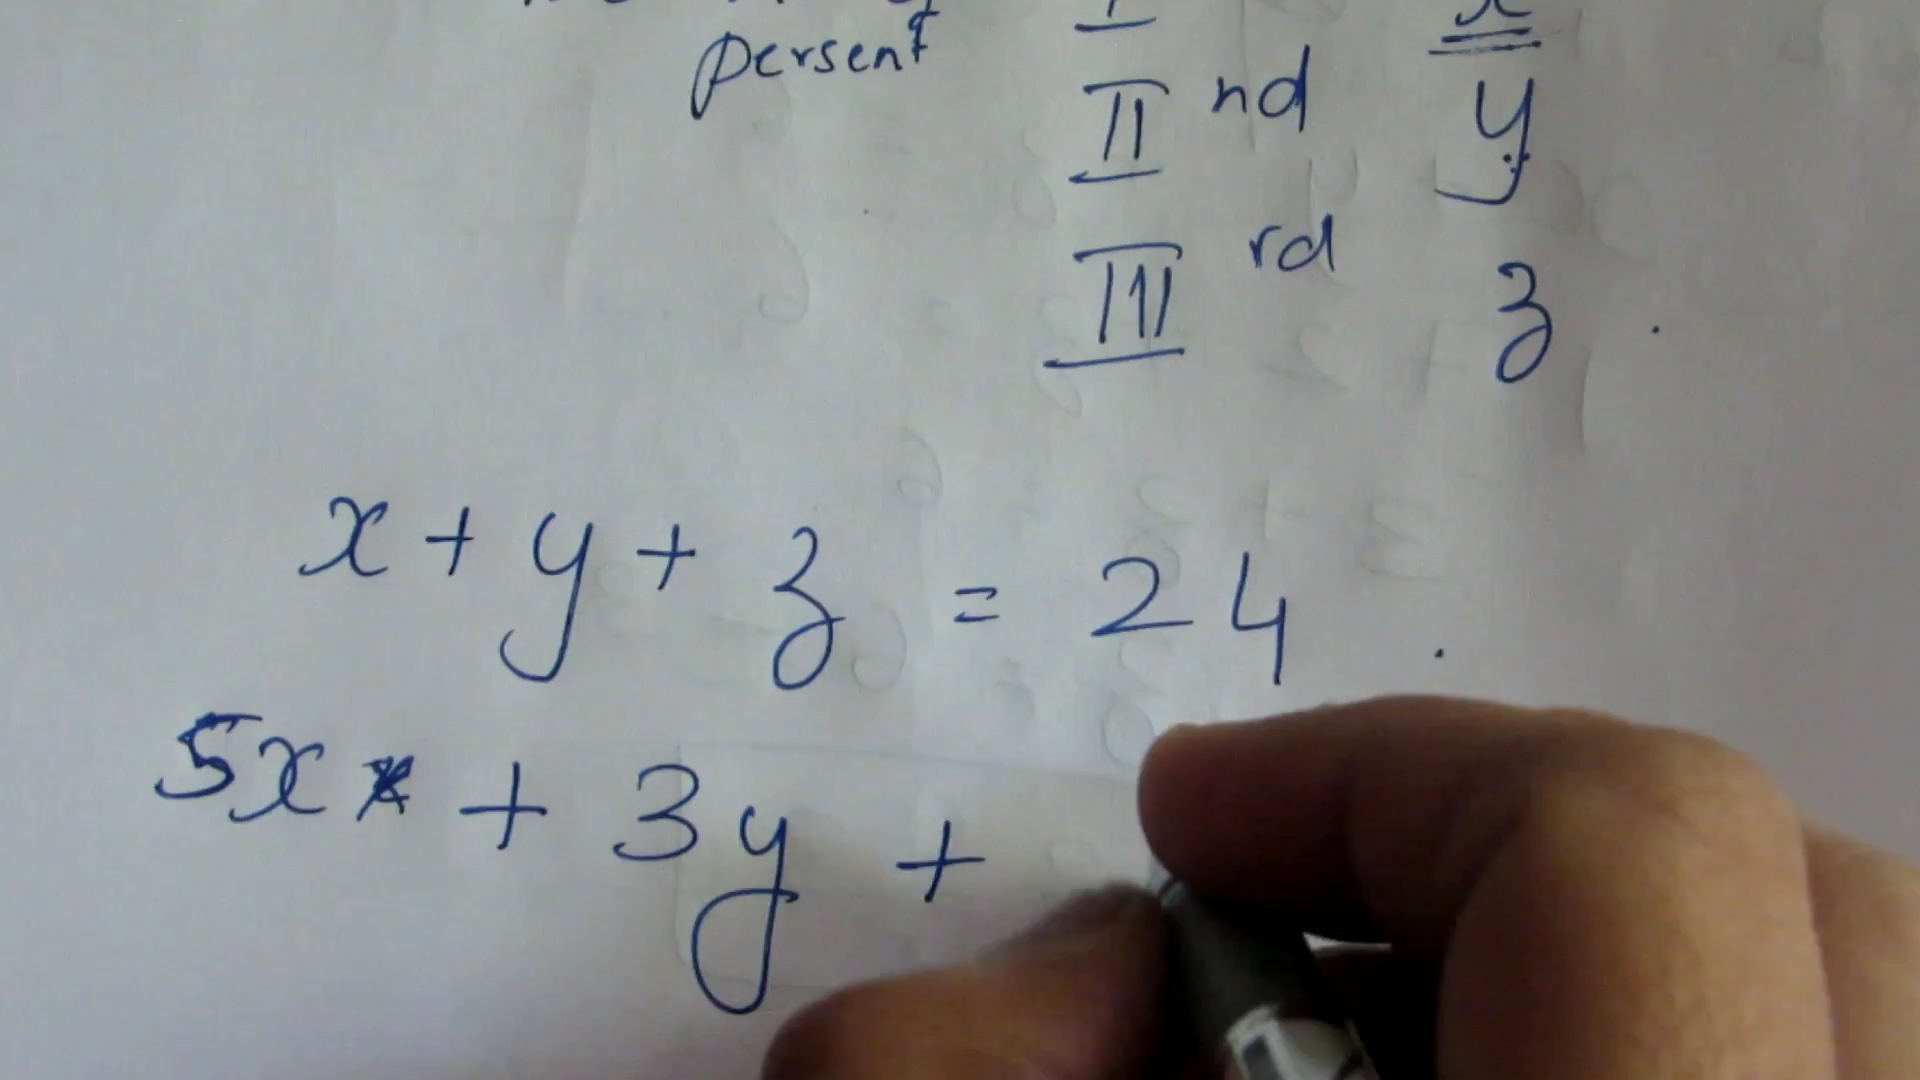 persent
x
II nd y
III rd z
x + y + z = 24
5x + 3y +